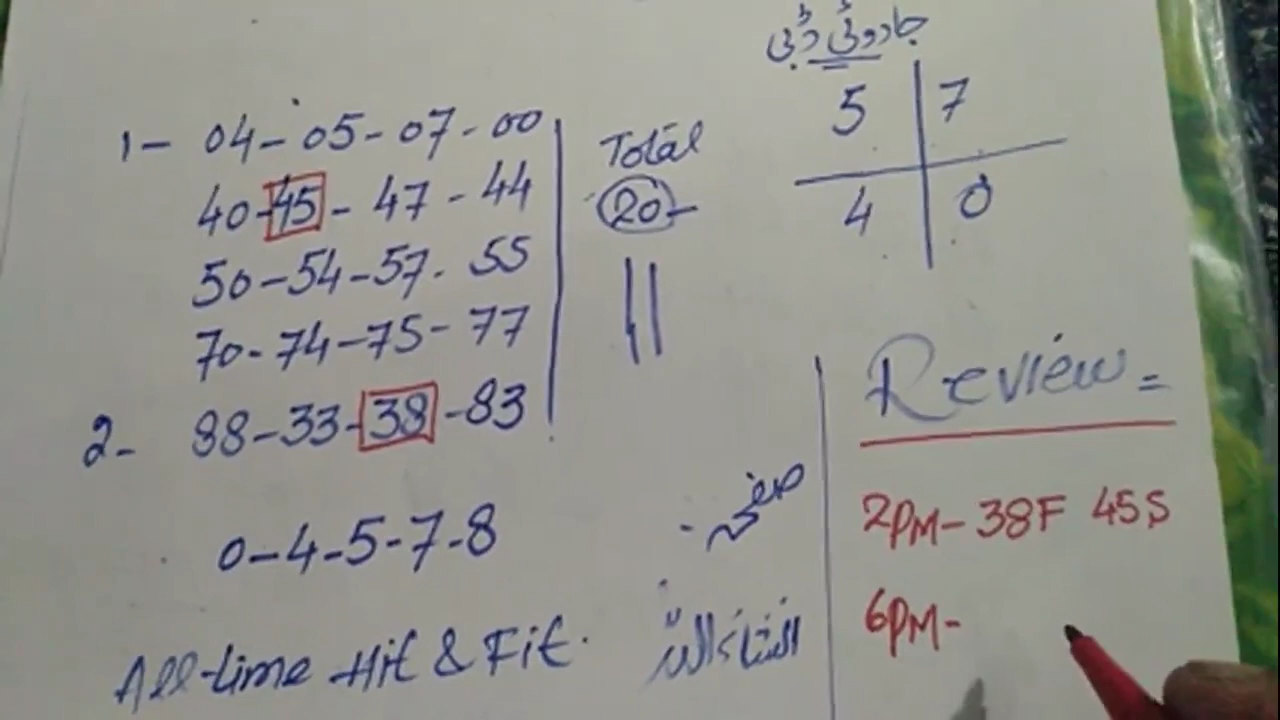 جادوئی ڈبی
5 7
4 0
1- 04-05-07-00
40-45-47-44
50-54-57-55
70-74-75-77
2- 88-33-38-83
Total
20-
0-4-5-7-8
All-time Hit & Fit.
Review=
2PM-38F 45S
6PM-